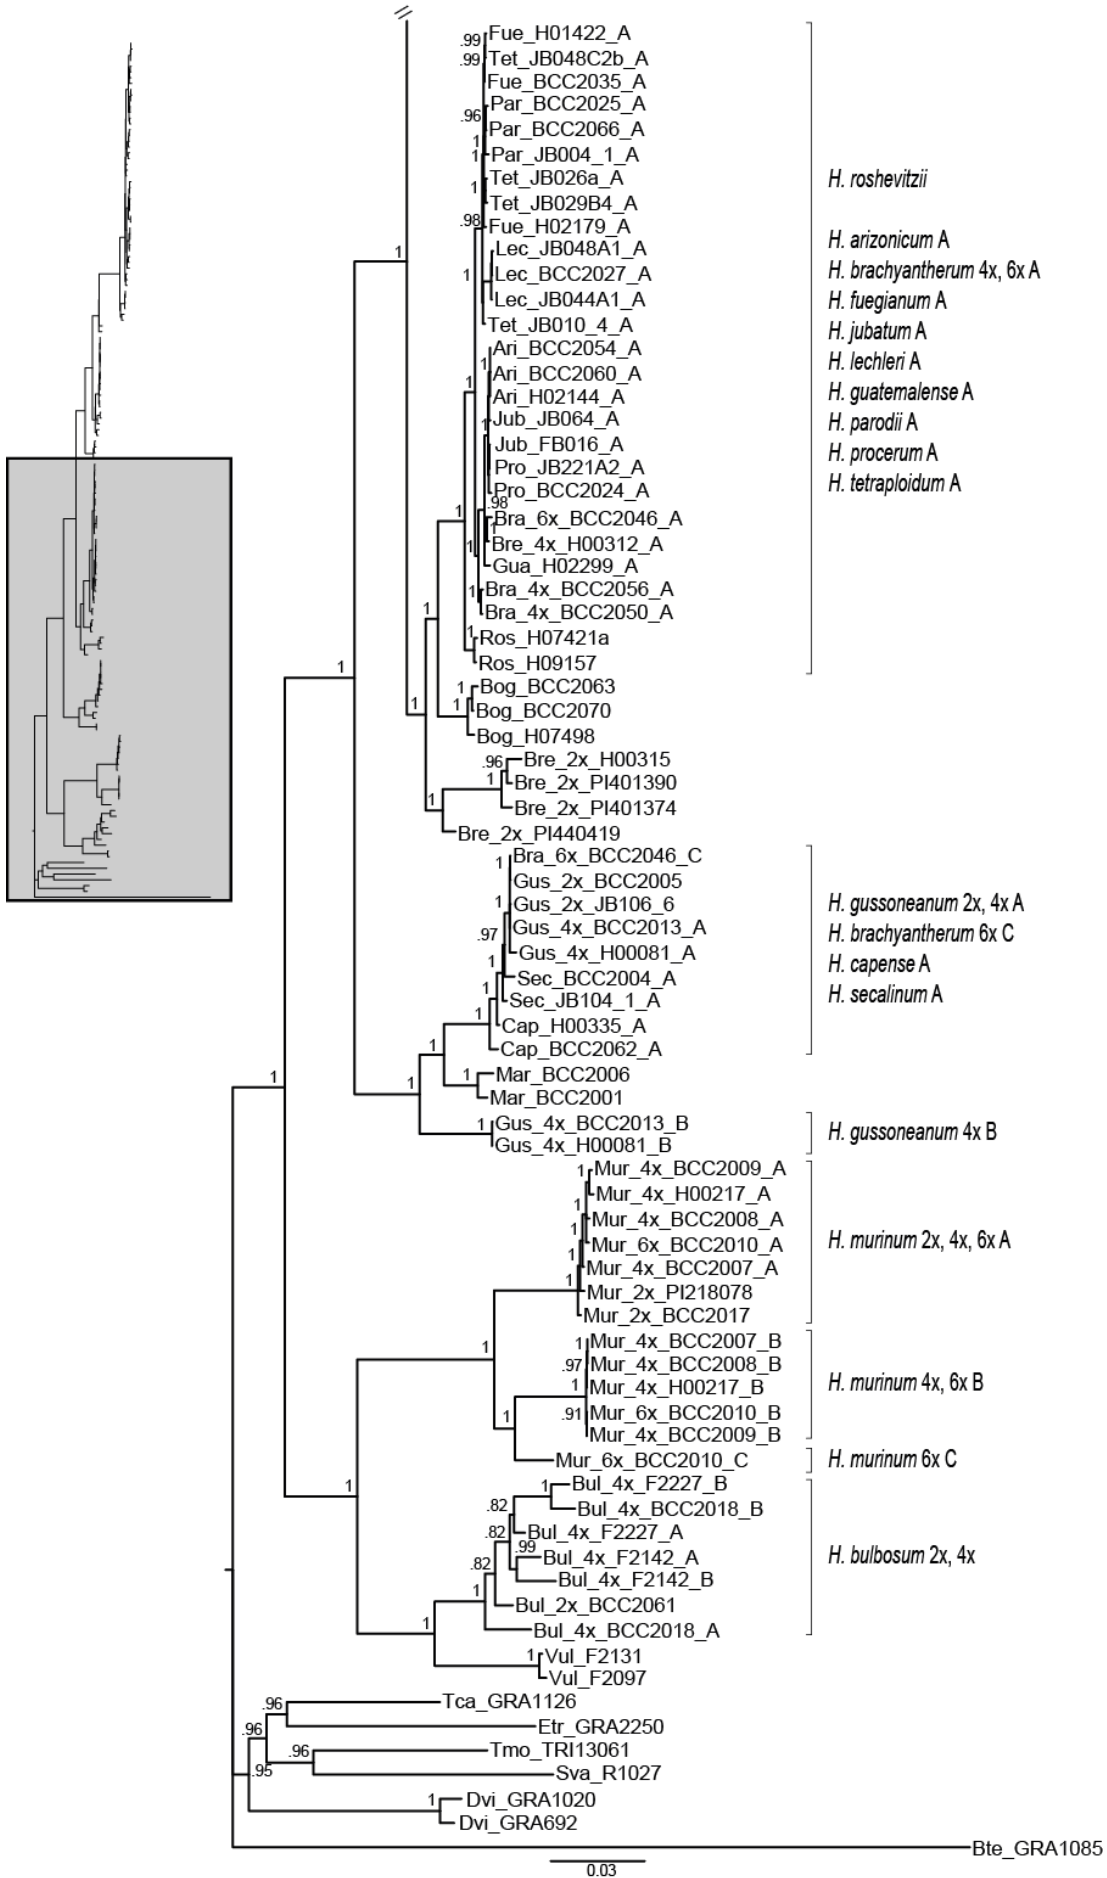 Fue_H01422_A
.99
Tet_JB048C2b_A
.99
Fue_BCC2035_A
Par_BCC2025_A
.96
Par_BCC2066_A
1
Par_JB004_1_A
1
Tet_JB026a_A
1
Tet_JB029B4_A
Fue_H02179_A
.98
Lec_JB048A1_A
1
Lec_BCC2027_A
1
Lec_JB044A1_A
Tet_JB010_4_A
Ari_BCC2054_A
1
Ari_BCC2060_A
1
Ari_H02144_A
Jub_JB064_A
1
Jub_FB016_A
Pro_JB221A2_A
Pro_BCC2024_A
.98
Bra_6x_BCC2046_A
1
1
Bre_4x_H00312_A
1
Gua_H02299_A
Bra_4x_BCC2056_A
1
Bra_4x_BCC2050_A
1
Ros_H07421a
1
Ros_H09157
H. roshevitzii
H. arizonicum A
H. brachyantherum 4x, 6x A
H. fuegianum A
H. jubatum A
H. lechleri A
H. guatemalense A
H. parodii A
H. procerum A
H. tetraploidum A
1
Bog_BCC2063
1
Bog_BCC2070
1
Bog_H07498
1
.96
Bre_2x_H00315
1
Bre_2x_PI401390
1
Bre_2x_PI401374
Bre_2x_PI440419
Bra_6x_BCC2046_C
1
Gus_2x_BCC2005
1
Gus_2x_JB106_6
Gus_4x_BCC2013_A
.97
Gus_4x_H00081_A
1
Sec_BCC2004_A
1
Sec_JB104_1_A
1
Cap_H00335_A
1
Cap_BCC2062_A
H. gussoneanum 2x, 4x A
H. brachyantherum 6x C
H. capense A
H. secalinum A
1
Mar_BCC2006
1
Mar_BCC2001
1
Gus_4x_BCC2013_B
1
Gus_4x_H00081_B
H. gussoneanum 4x B
Mur_4x_BCC2009_A
1
Mur_4x_H00217_A
1
Mur_4x_BCC2008_A
1
Mur_6x_BCC2010_A
1
Mur_4x_BCC2007_A
1
Mur_2x_PI218078
Mur_2x_BCC2017
H. murinum 2x, 4x, 6x A
1
Mur_4x_BCC2007_B
1
Mur_4x_BCC2008_B
.97
Mur_4x_H00217_B
1
Mur_6x_BCC2010_B
.91
Mur_4x_BCC2009_B
H. murinum 4x, 6x B
1
Mur_6x_BCC2010_C
H. murinum 6x C
1
Bul_4x_F2227_B
1
Bul_4x_BCC2018_B
.82
Bul_4x_F2227_A
.82
Bul_4x_F2142_A
.99
Bul_4x_F2142_B
.82
Bul_2x_BCC2061
1
Bul_4x_BCC2018_A
H. bulbosum 2x, 4x
1
Vul_F2131
1
Vul_F2097
Tca_GRA1126
.96
Etr_GRA2250
.96
Tmo_TRI13061
.96
Sva_R1027
.95
Dvi_GRA1020
1
Dvi_GRA692
Bte_GRA1085
0.03